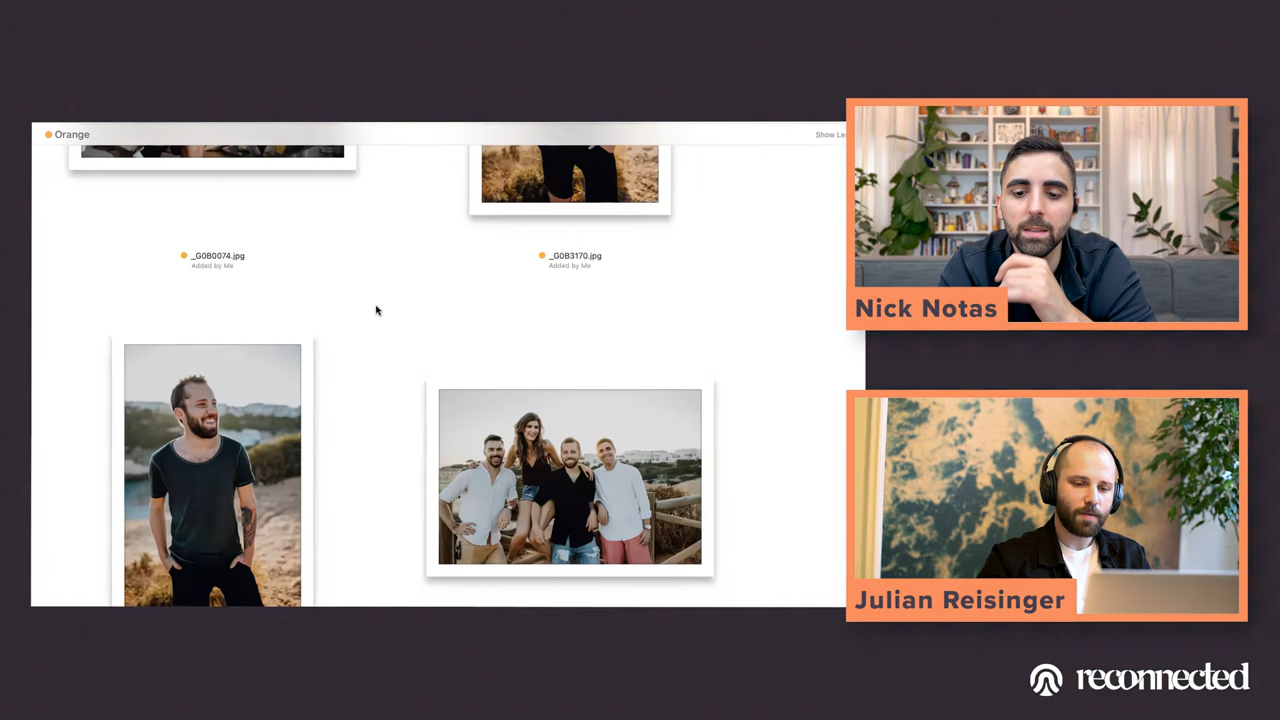 Orange
Show Le
_G0B0074.jpg
Added by Me
_G0B3170.jpg
Added by Me
Nick Notas
Julian Reisinger
reconnected